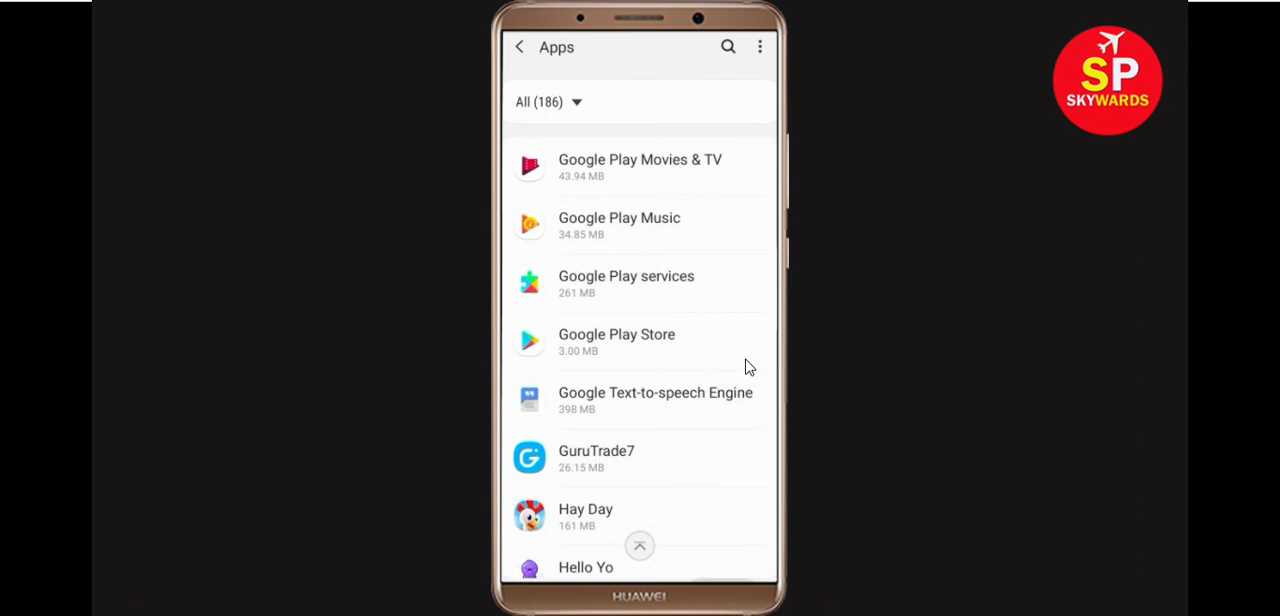 Apps
SP
SKYWARDS
All (186)
Google Play Movies & TV
43.94 MB
Google Play Music
34.85 MB
Google Play services
261 MB
Google Play Store
3.00 MB
Google Text-to-speech Engine
398 MB
GuruTrade7
26.15 MB
Hay Day
161 MB
Hello Yo
HUAWEI